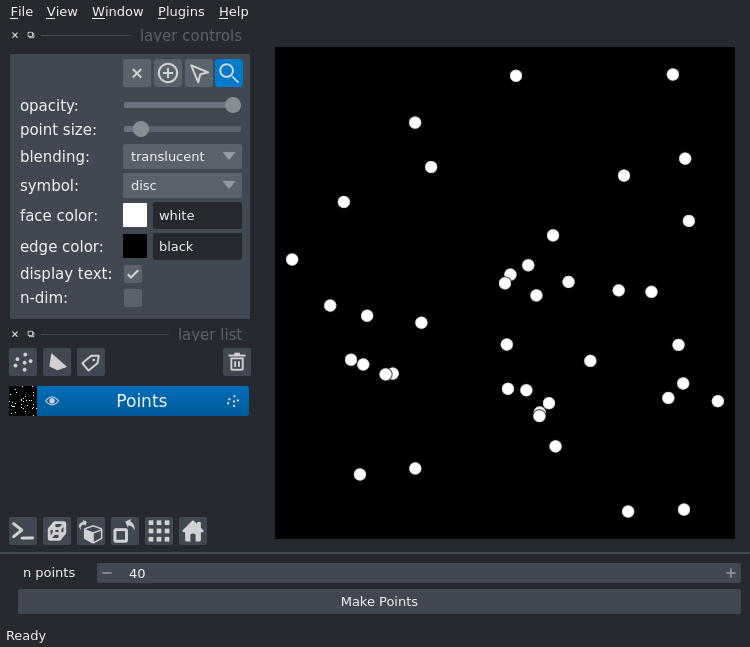 File View Window Plugins Help
layer controls
opacity:
point size:
blending: translucent
symbol: disc
face color: white
edge color: black
display text:
n-dim:
layer list
Points
n points 40
Make Points
Ready